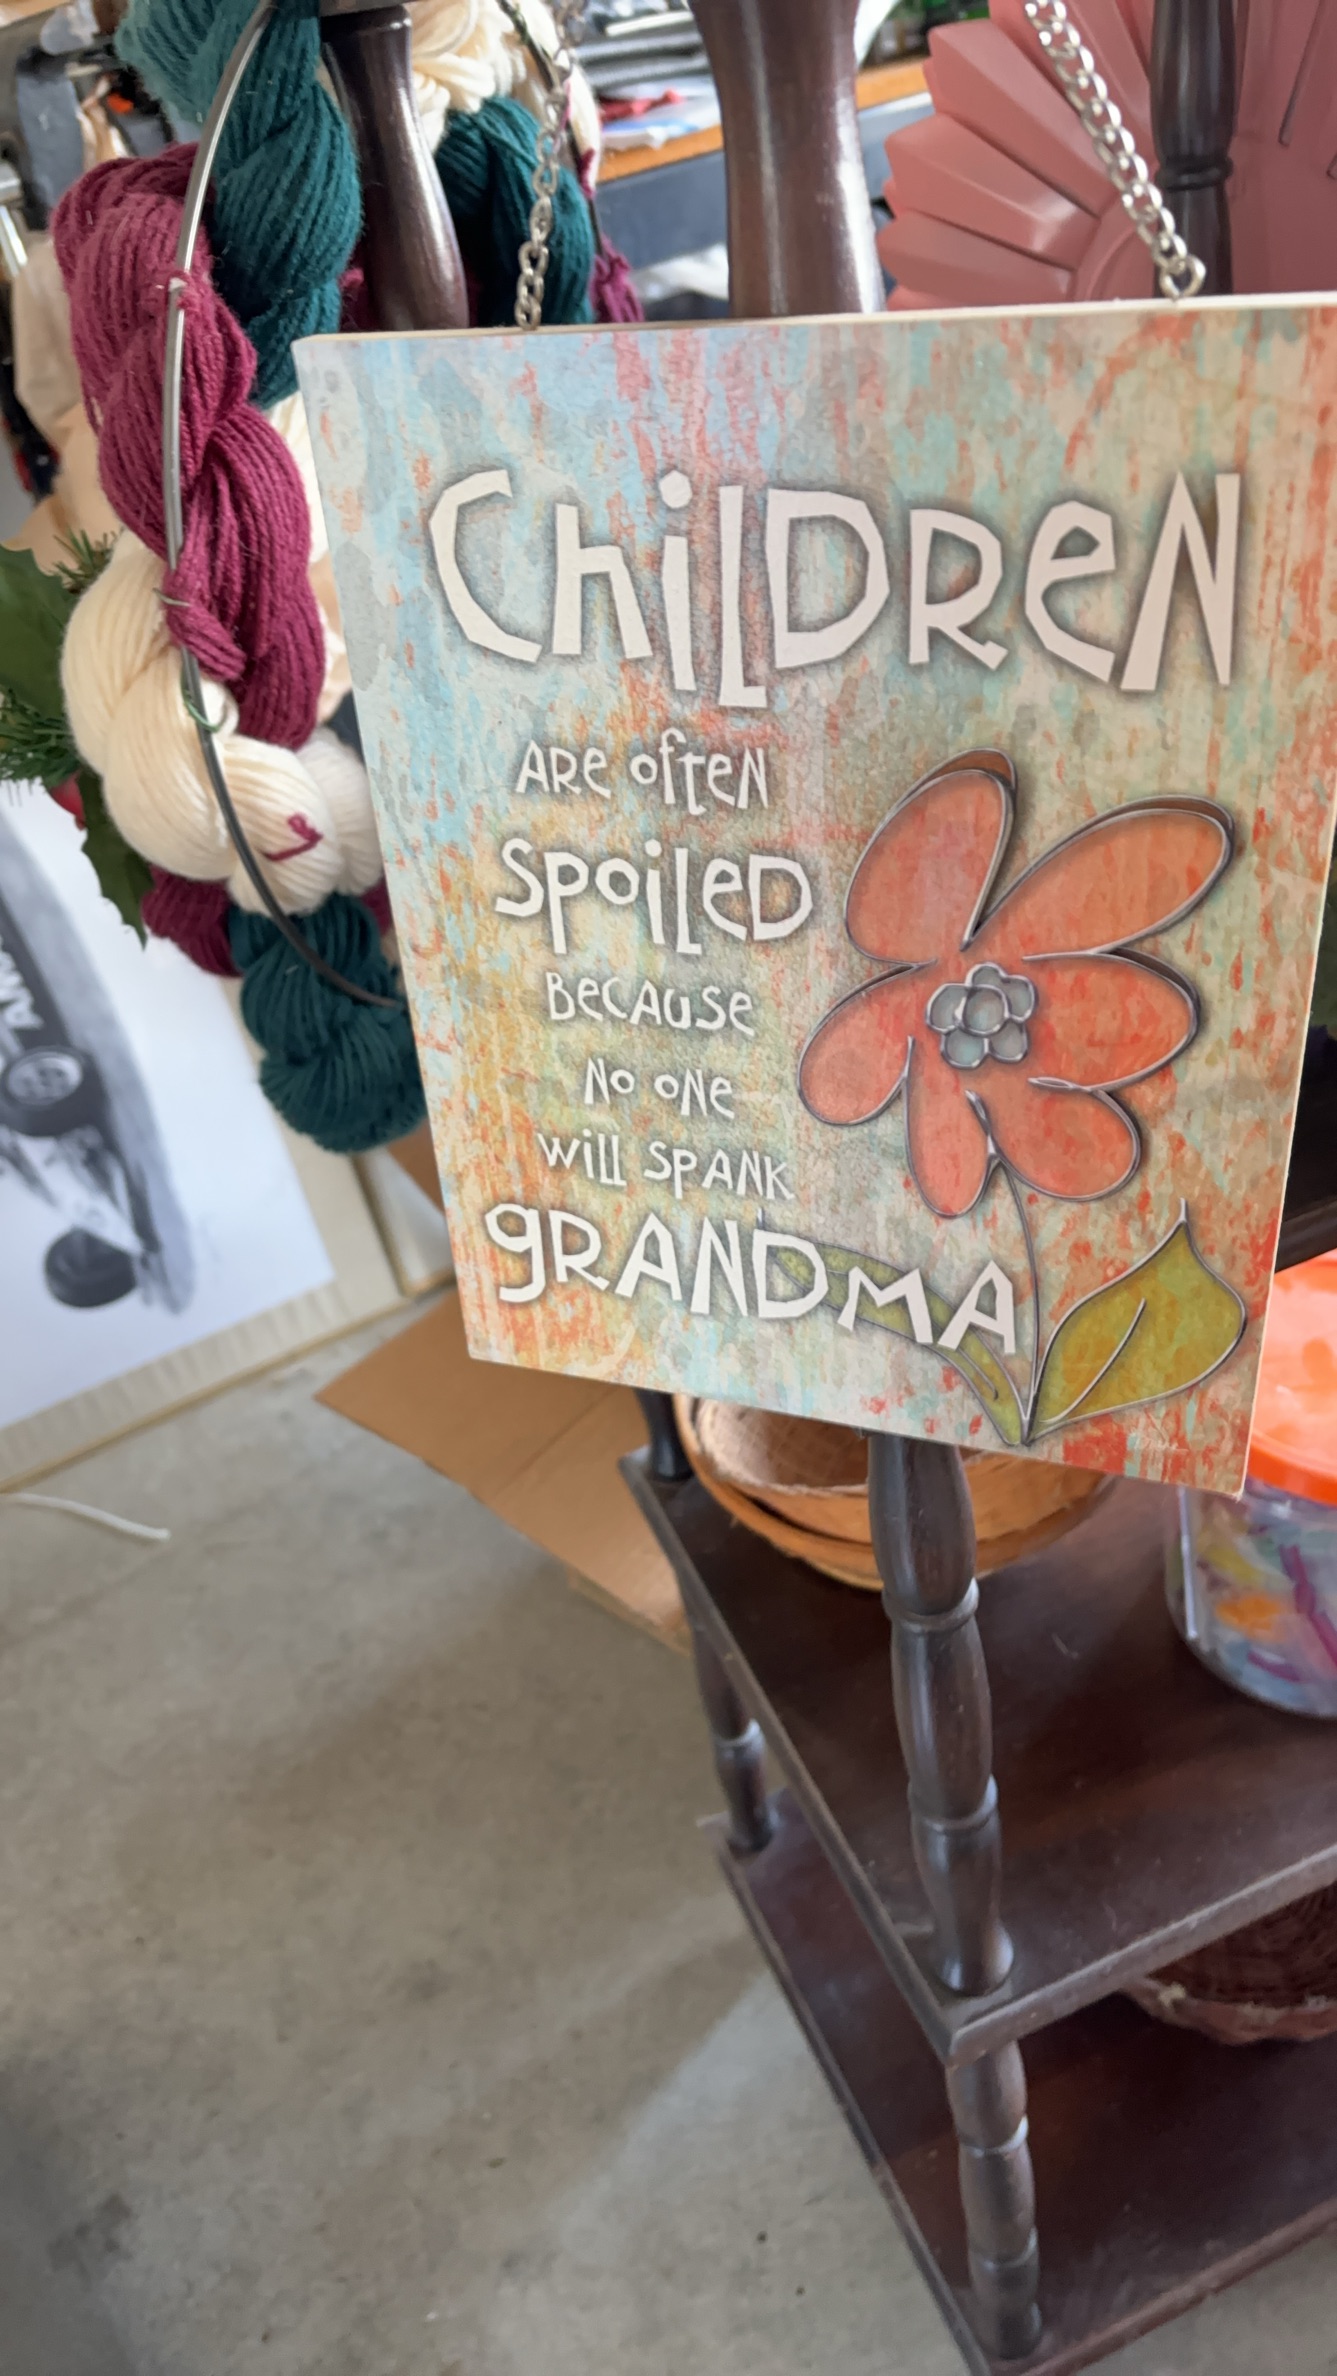 CHiLDReN
ARe often
SpoiLeD
BeCAuse
No oNe
will SPANK
gRANDMA